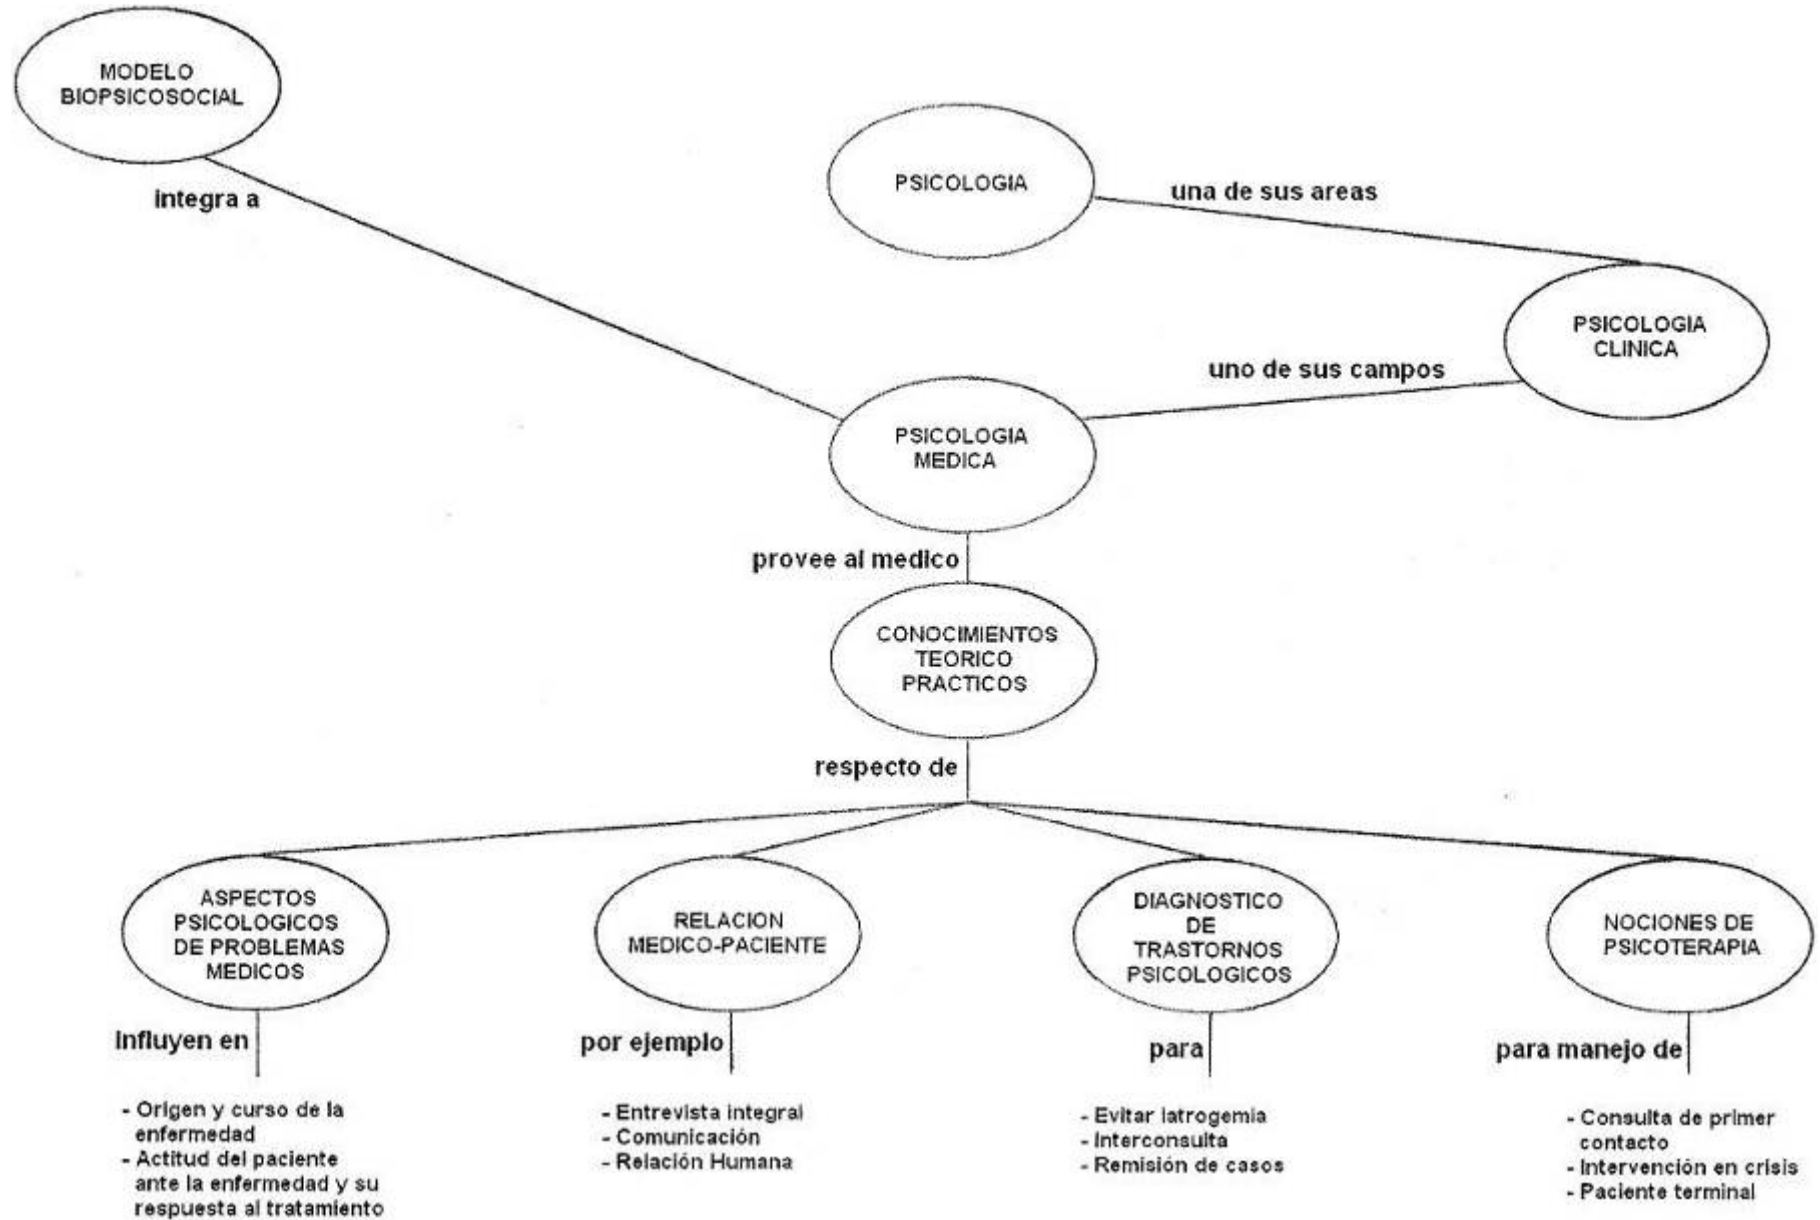 MODELO
BIOPSICOSOCIAL
integra a
PSICOLOGIA
una de sus areas
PSICOLOGIA
CLINICA
uno de sus campos
PSICOLOGIA
MEDICA
provee al medico
CONOCIMIENTOS
TEORICO
PRACTICOS
respecto de
ASPECTOS
PSICOLOGICOS
DE PROBLEMAS
MEDICOS
influyen en
- Origen y curso de la
enfermedad
- Actitud del paciente
ante la enfermedad y su
respuesta al tratamiento
RELACION
MEDICO-PACIENTE
por ejemplo
- Entrevista integral
- Comunicación
- Relación Humana
DIAGNOSTICO
DE
TRASTORNOS
PSICOLOGICOS
para
- Evitar iatrogemia
- Interconsulta
- Remisión de casos
NOCIONES DE
PSICOTERAPIA
para manejo de
- Consulta de primer
contacto
- Intervención en crisis
- Paciente terminal